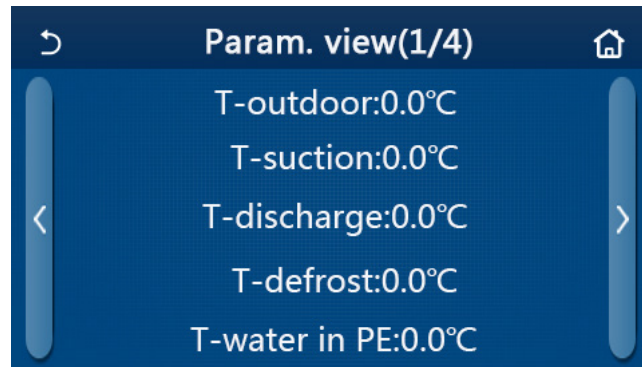 Param. view(1/4)
T-outdoor:0.0℃
T-suction:0.0℃
T-discharge:0.0℃
T-defrost:0.0℃
T-water in PE:0.0℃